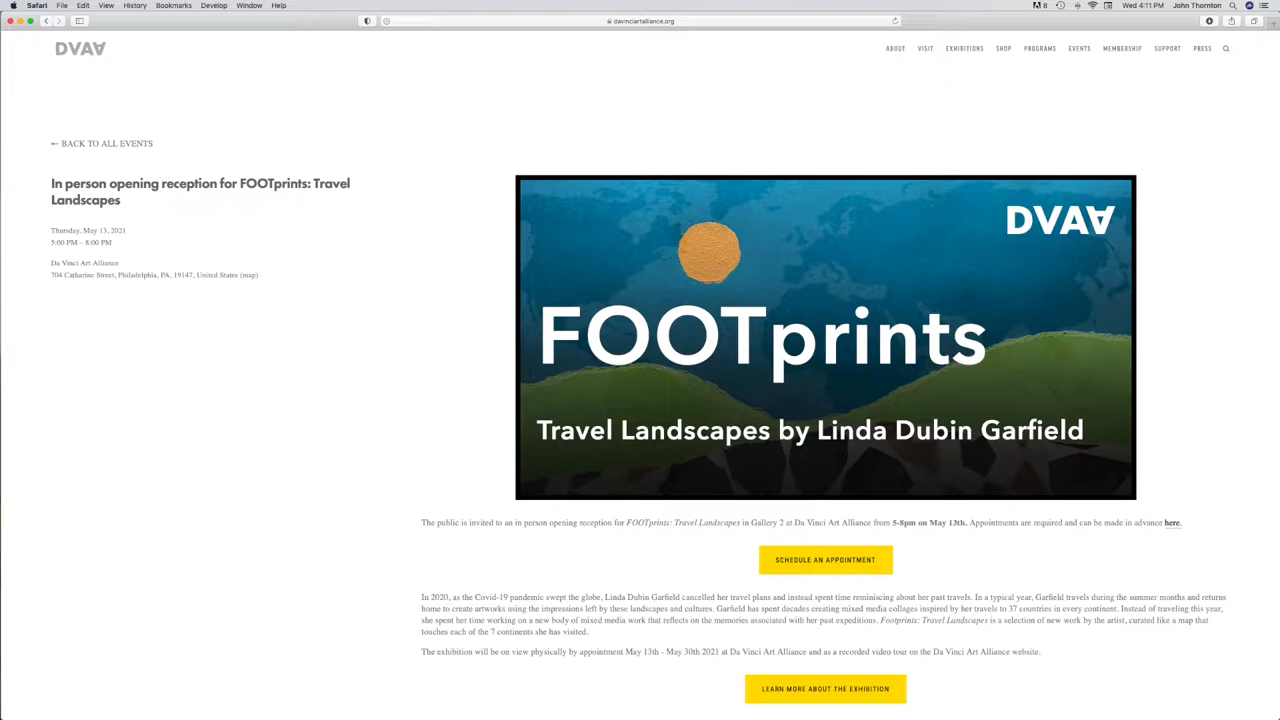 Safari File Edit View History Bookmarks Develop Window Help
8 Wed 4:11 PM John Thornton
davinciartalliance.org
DVAA
ABOUT VISIT EXHIBITIONS SHOP PROGRAMS EVENTS MEMBERSHIP SUPPORT PRESS
← BACK TO ALL EVENTS
In person opening reception for FOOTprints: Travel
Landscapes
Thursday, May 13, 2021
5:00 PM – 8:00 PM
Da Vinci Art Alliance
704 Catharine Street, Philadelphia, PA, 19147, United States (map)
DVAA
FOOTprints
Travel Landscapes by Linda Dubin Garfield
The public is invited to an in person opening reception for FOOTprints: Travel Landscapes in Gallery 2 at Da Vinci Art Alliance from 5-8pm on May 13th. Appointments are required and can be made in advance here.
SCHEDULE AN APPOINTMENT
In 2020, as the Covid-19 pandemic swept the globe, Linda Dubin Garfield cancelled her travel plans and instead spent time reminiscing about her past travels. In a typical year, Garfield travels during the summer months and returns
home to create artworks using the impressions left by these landscapes and cultures. Garfield has spent decades creating mixed media collages inspired by her travels to 37 countries in every continent. Instead of traveling this year,
she spent her time working on a new body of mixed media work that reflects on the memories associated with her past expeditions. Footprints: Travel Landscapes is a selection of new work by the artist, curated like a map that
touches each of the 7 continents she has visited.
The exhibition will be on view physically by appointment May 13th - May 30th 2021 at Da Vinci Art Alliance and as a recorded video tour on the Da Vinci Art Alliance website.
LEARN MORE ABOUT THE EXHIBITION